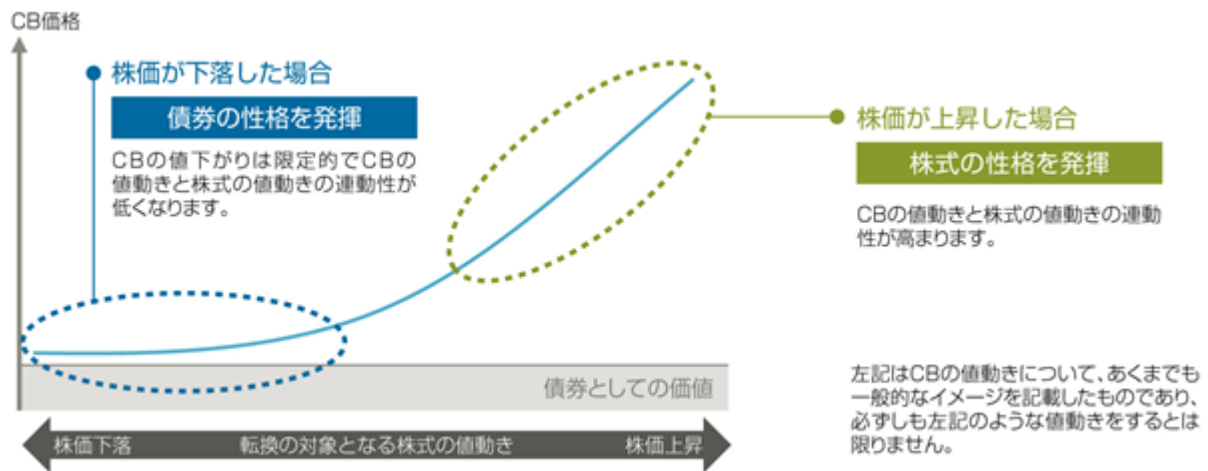 CB価格
株価が下落した場合
債券の性格を発揮
CBの値下がりは限定的でCBの
値動きと株式の値動きの連動性が
低くなります。
株価が上昇した場合
株式の性格を発揮
CBの値動きと株式の値動きの連動
性が高まります。
債券としての価値
株価下落
転換の対象となる株式の値動き
株価上昇
左記はCBの値動きについて、あくまでも
一般的なイメージを記載したものであり、
必ずしも左記のような値動きをするとは
限りません。